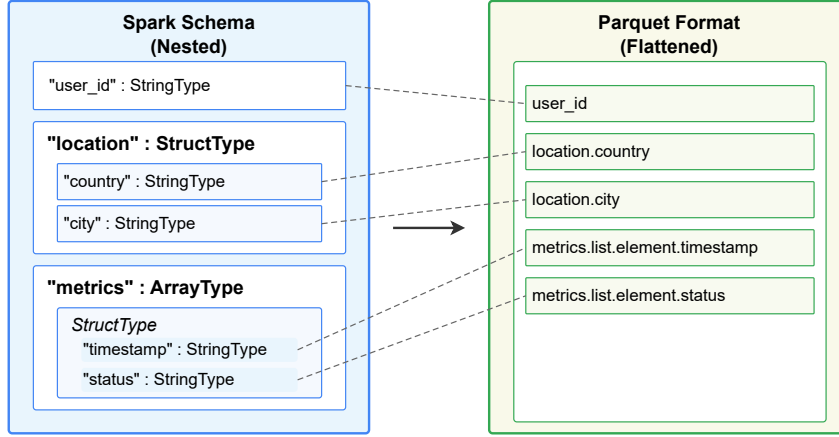 Spark Schema
(Nested)
"user_id" : StringType
"location" : StructType
"country" : StringType
"city" : StringType
"metrics" : ArrayType
StructType
"timestamp" : StringType
"status" : StringType
Parquet Format
(Flattened)
user_id
location.country
location.city
metrics.list.element.timestamp
metrics.list.element.status